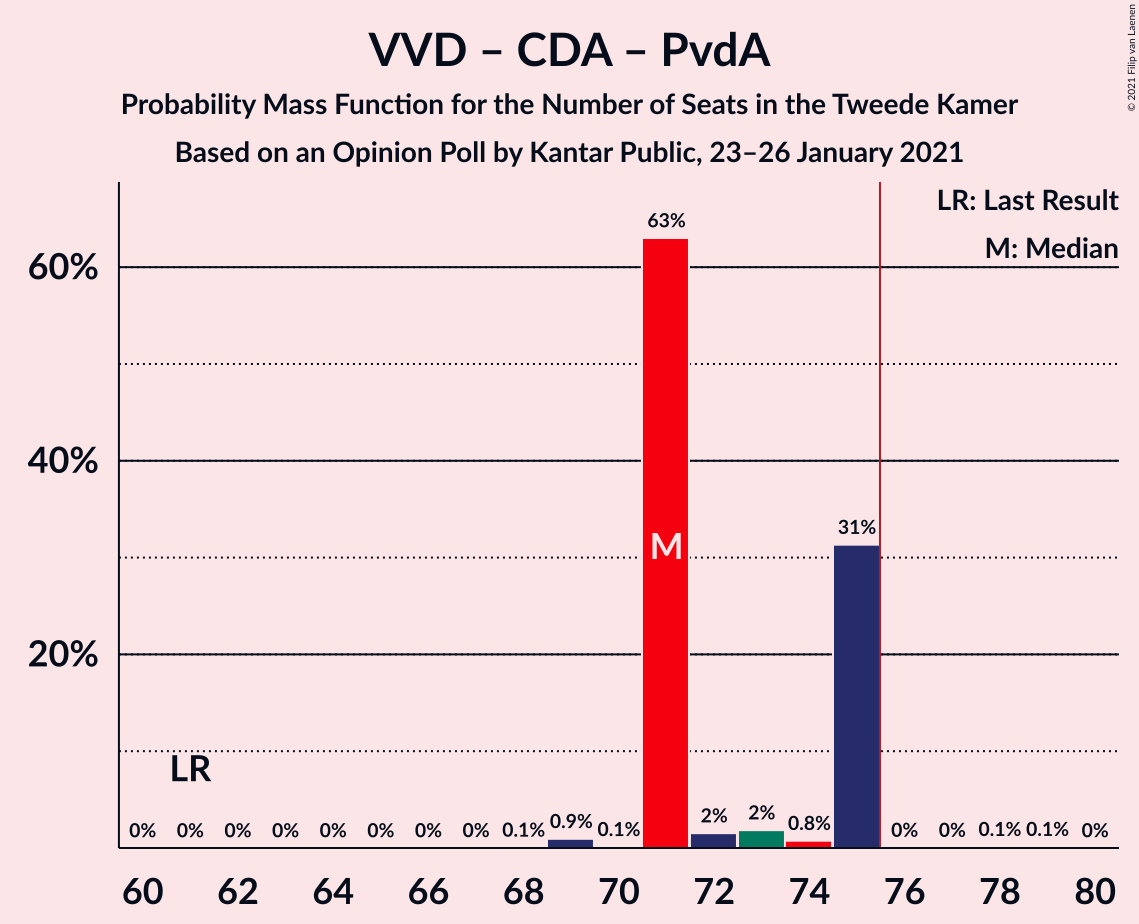 VVD – CDA – PvdA
Probability Mass Function for the Number of Seats in the Tweede Kamer
Based on an Opinion Poll by Kantar Public, 23–26 January 2021
© 2021 Filip van Laenen
LR: Last Result
M: Median
60%
40%
20%
63%
31%
M
LR
0% 0% 0% 0% 0% 0% 0% 0% 0.1% 0.9% 0.1% 2% 2% 0.8% 0% 0% 0.1% 0.1% 0%
60 62 64 66 68 70 72 74 76 78 80